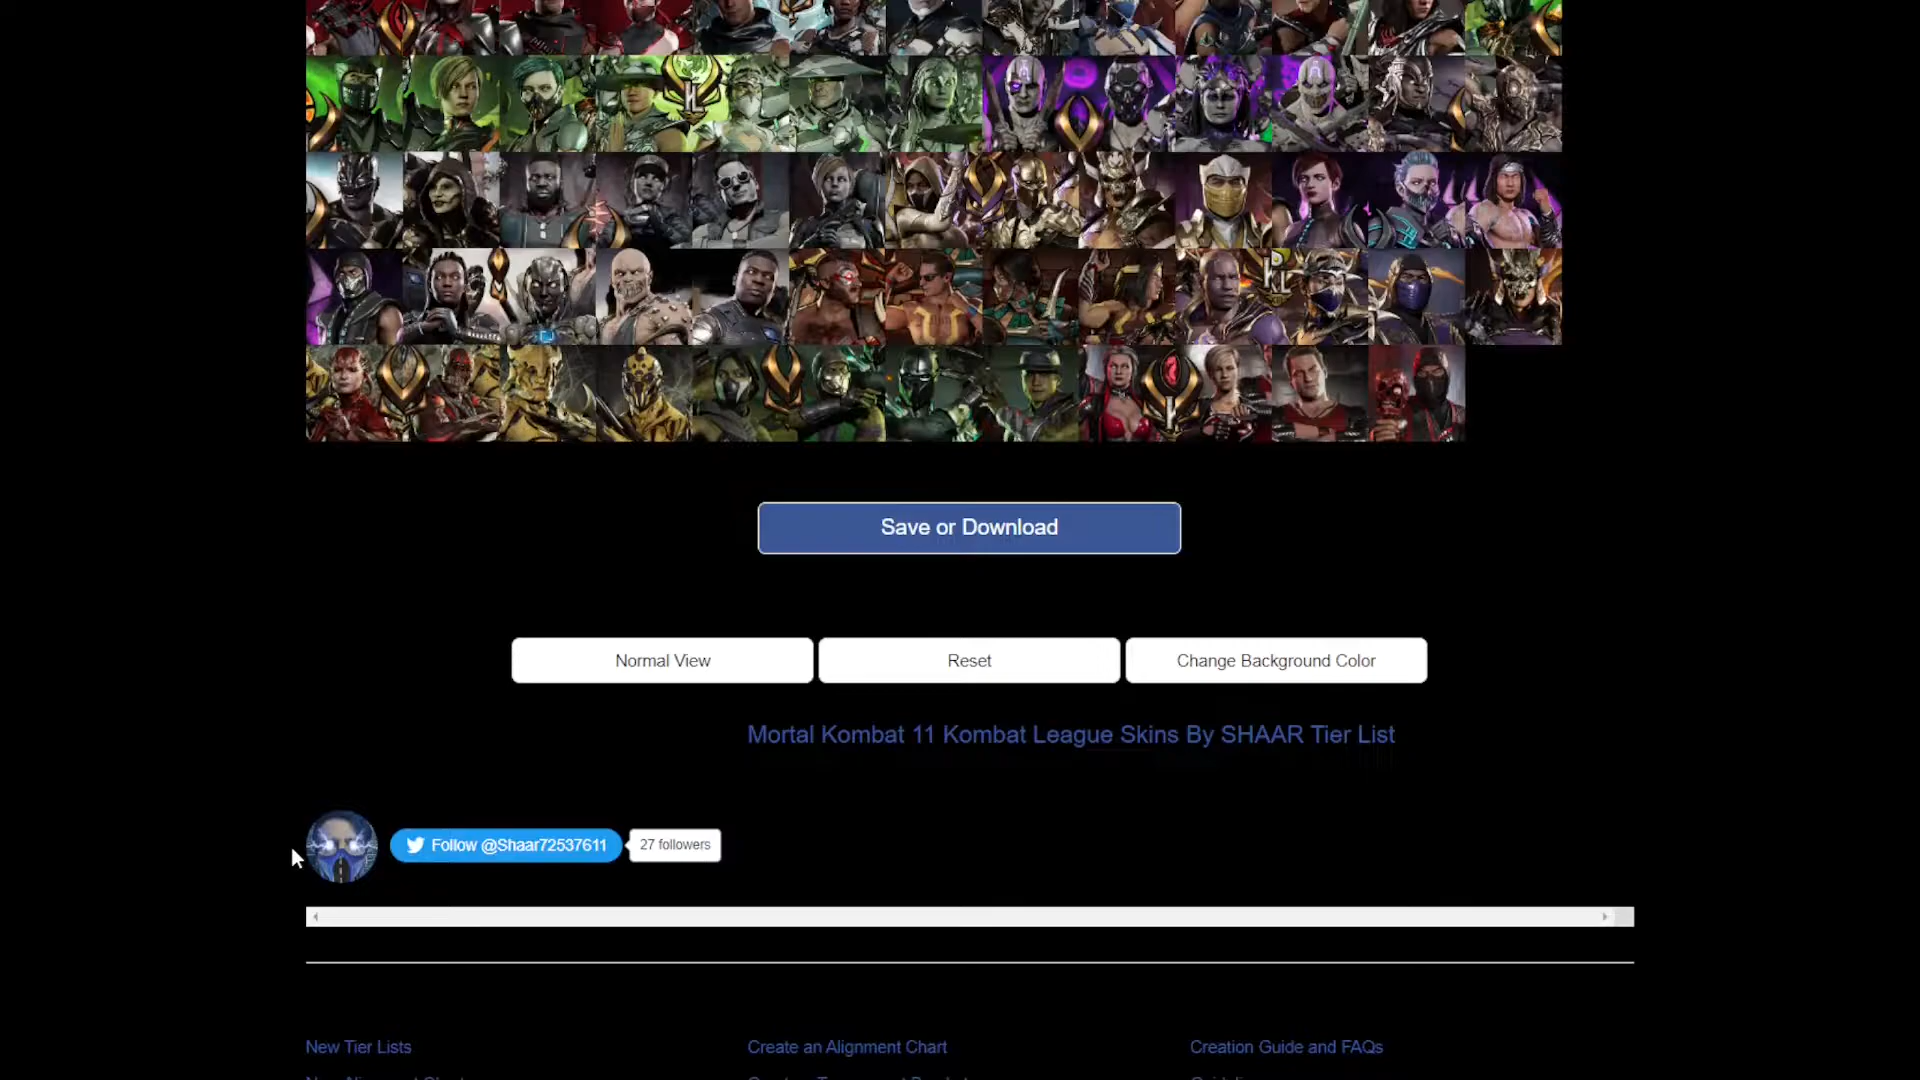 Save or Download
Normal View
Reset
Change Background Color
Mortal Kombat 11 Kombat League Skins By SHAAR Tier List
Follow @Shaar72537611
27 followers
New Tier Lists
Create an Alignment Chart
Creation Guide and FAQs